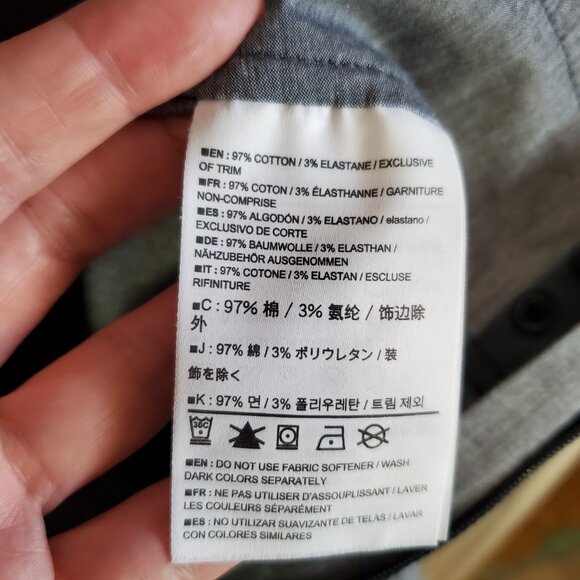 ■EN : 97% COTTON / 3% ELASTANE / EXCLUSIVE
OF TRIM
■FR : 97% COTON / 3% ÉLASTHANNE / GARNITURE
NON-COMPRISE
■ES : 97% ALGODÓN / 3% ELASTANO / elastano /
EXCLUSIVO DE CORTE
■DE : 97% BAUMWOLLE / 3% ELASTHAN /
NÄHZUBEHÖR AUSGENOMMEN
■IT : 97% COTONE / 3% ELASTAN / ESCLUSE
RIFINITURE
■C : 97% 棉 / 3% 氨纶 / 饰边除
外
■J : 97% 綿 / 3% ポリウレタン / 装
飾を除く
■K : 97% 면 / 3% 폴리우레탄 / 트림 제외
30C
■EN : DO NOT USE FABRIC SOFTENER / WASH
DARK COLORS SEPARATELY
■FR : NE PAS UTILISER D'ASSOUPLISSANT / LAVER
LES COULEURS SÉPARÉMENT
■ES : NO UTILIZAR SUAVIZANTE DE TELAS / LAVAR
CON COLORES SIMILARES